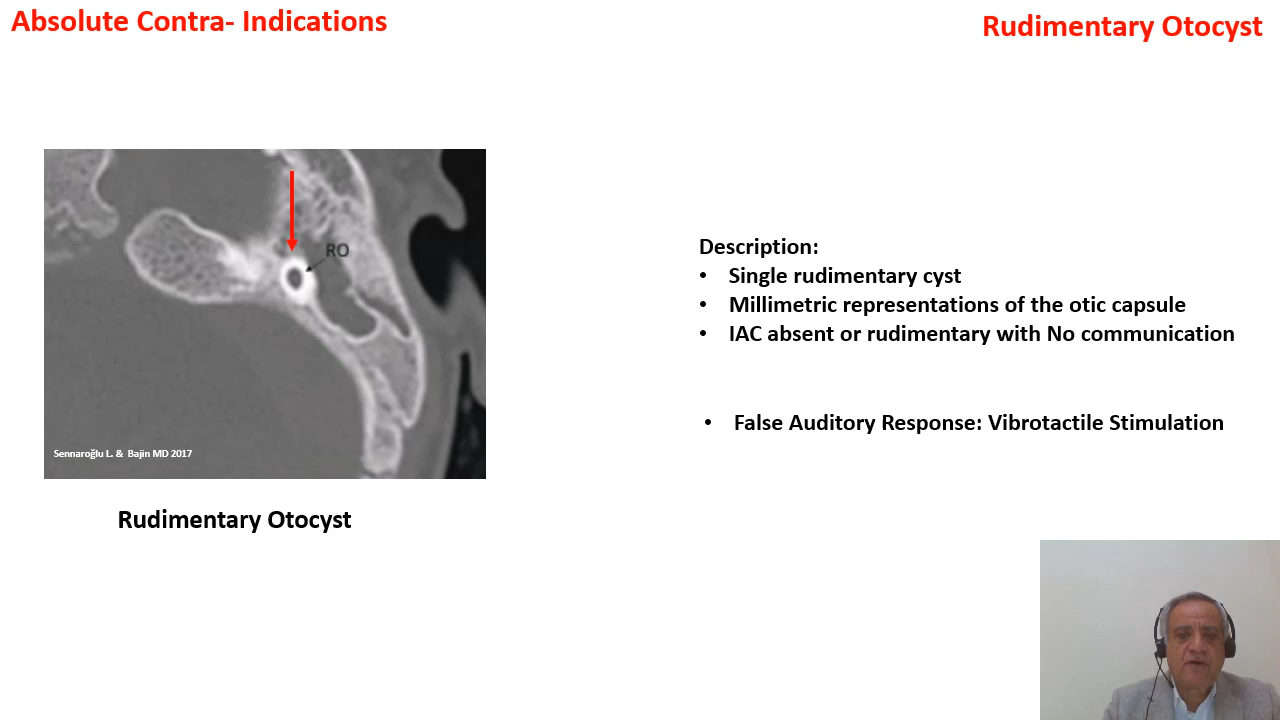 Absolute Contra- Indications
Rudimentary Otocyst
RO
Sennaroğlu L. & Bajin MD 2017
Rudimentary Otocyst
Description:
• Single rudimentary cyst
• Millimetric representations of the otic capsule
• IAC absent or rudimentary with No communication
• False Auditory Response: Vibrotactile Stimulation